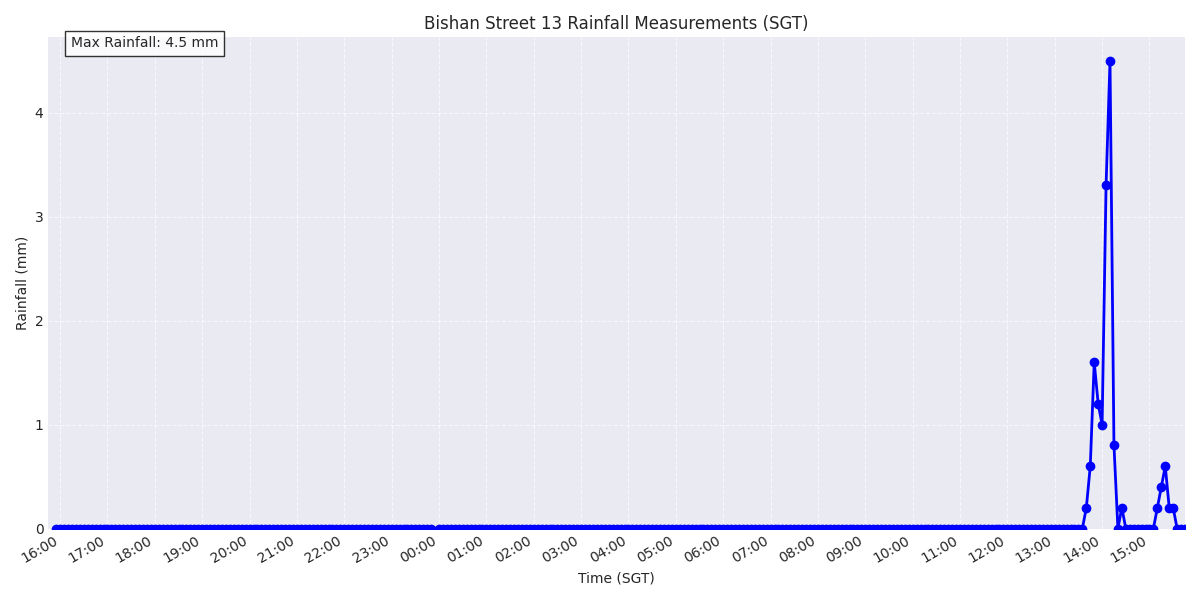 Bishan Street 13 Rainfall Measurements (SGT)
Max Rainfall: 4.5 mm
Rainfall (mm)
4
3
2
1
0
16:00 17:00 18:00 19:00 20:00 21:00 22:00 23:00 00:00 01:00 02:00 03:00 04:00 05:00 06:00 07:00 08:00 09:00 10:00 11:00 12:00 13:00 14:00 15:00
Time (SGT)